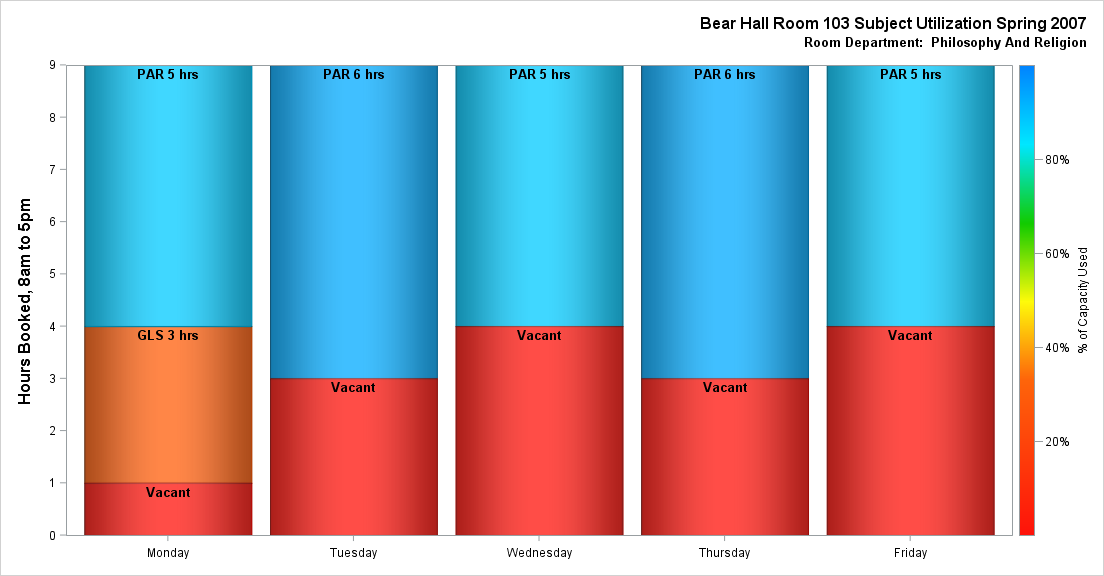 Bear Hall Room 103 Subject Utilization Spring 2007
Room Department: Philosophy And Religion
Hours Booked, 8am to 5pm
9
8
7
6
5
4
3
2
1
0
PAR 5 hrs
GLS 3 hrs
Vacant
PAR 6 hrs
Vacant
PAR 5 hrs
Vacant
PAR 6 hrs
Vacant
PAR 5 hrs
Vacant
Monday
Tuesday
Wednesday
Thursday
Friday
80%
60%
40%
20%
% of Capacity Used